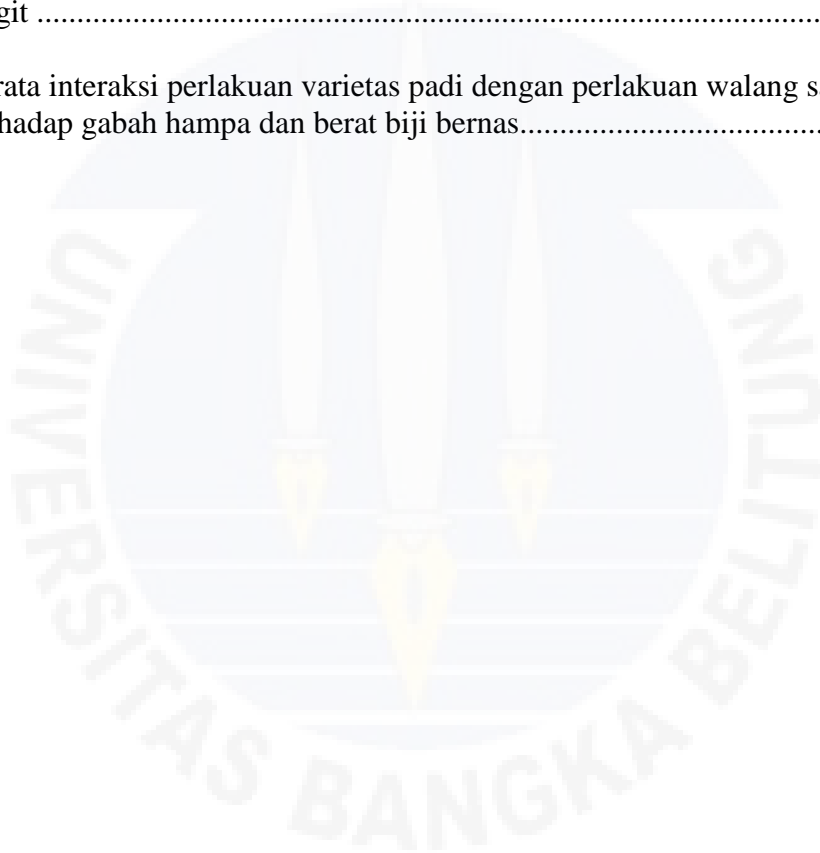 git ........................................................................................
rata interaksi perlakuan varietas padi dengan perlakuan walang s
hadap gabah hampa dan berat biji bernas.....................................
UNIVERSITAS BANGKA BELITUNG